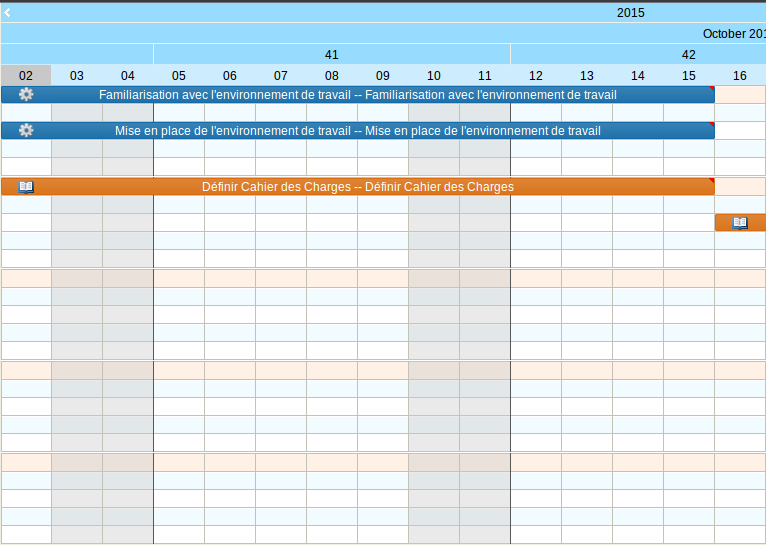 2015
October 201
41 42
02 03 04 05 06 07 08 09 10 11 12 13 14 15 16
Familiarisation avec l'environnement de travail -- Familiarisation avec l'environnement de travail
Mise en place de l'environnement de travail -- Mise en place de l'environnement de travail
Définir Cahier des Charges -- Définir Cahier des Charges